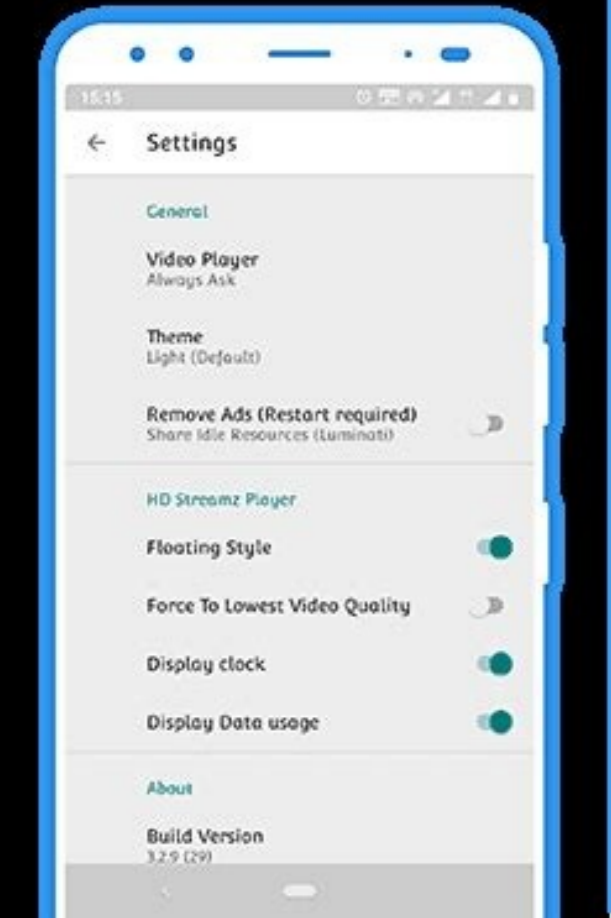 15:15
Settings
General
Video Player
Always Ask
Theme
Light (Default)
Remove Ads (Restart required)
Share Idle Resources (Luminati)
HD Streamz Player
Floating Style
Force To Lowest Video Quality
Display clock
Display Data usage
About
Build Version
3.2.9 (29)